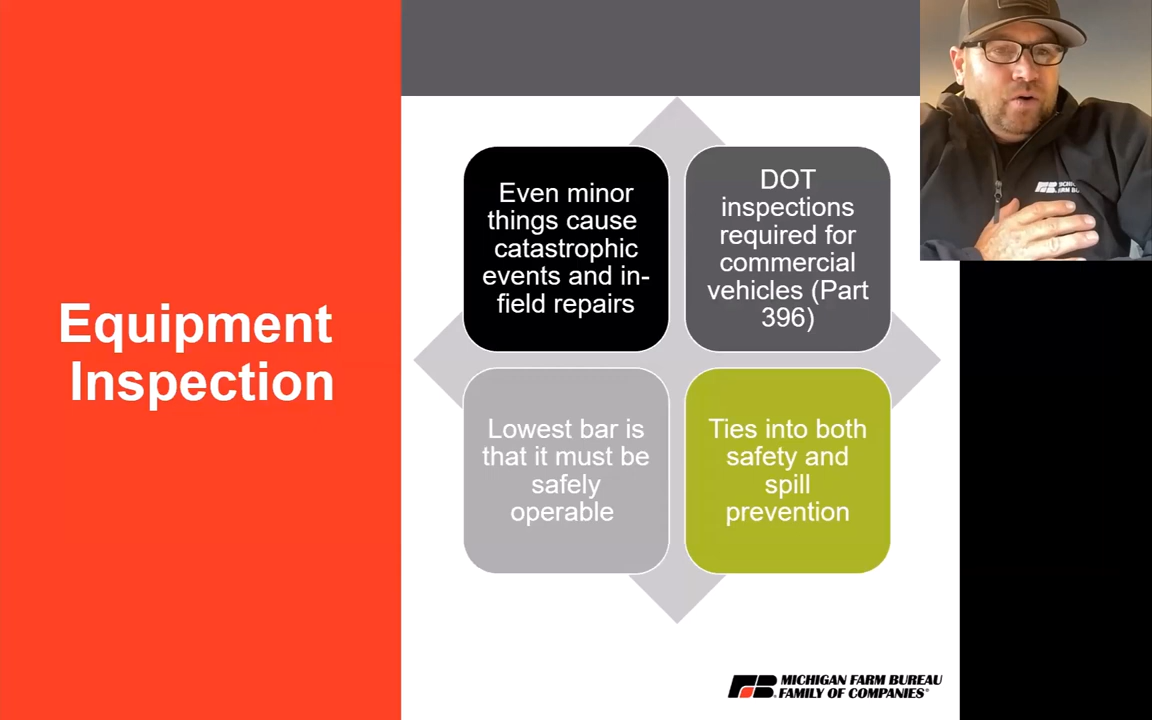 Equipment
Inspection
Even minor
things cause
catastrophic
events and in-
field repairs
DOT
inspections
required for
commercial
vehicles (Part
396)
Lowest bar is
that it must be
safely
operable
Ties into both
safety and
spill
prevention
MICHIGAN FARM BUREAU
FAMILY OF COMPANIES®